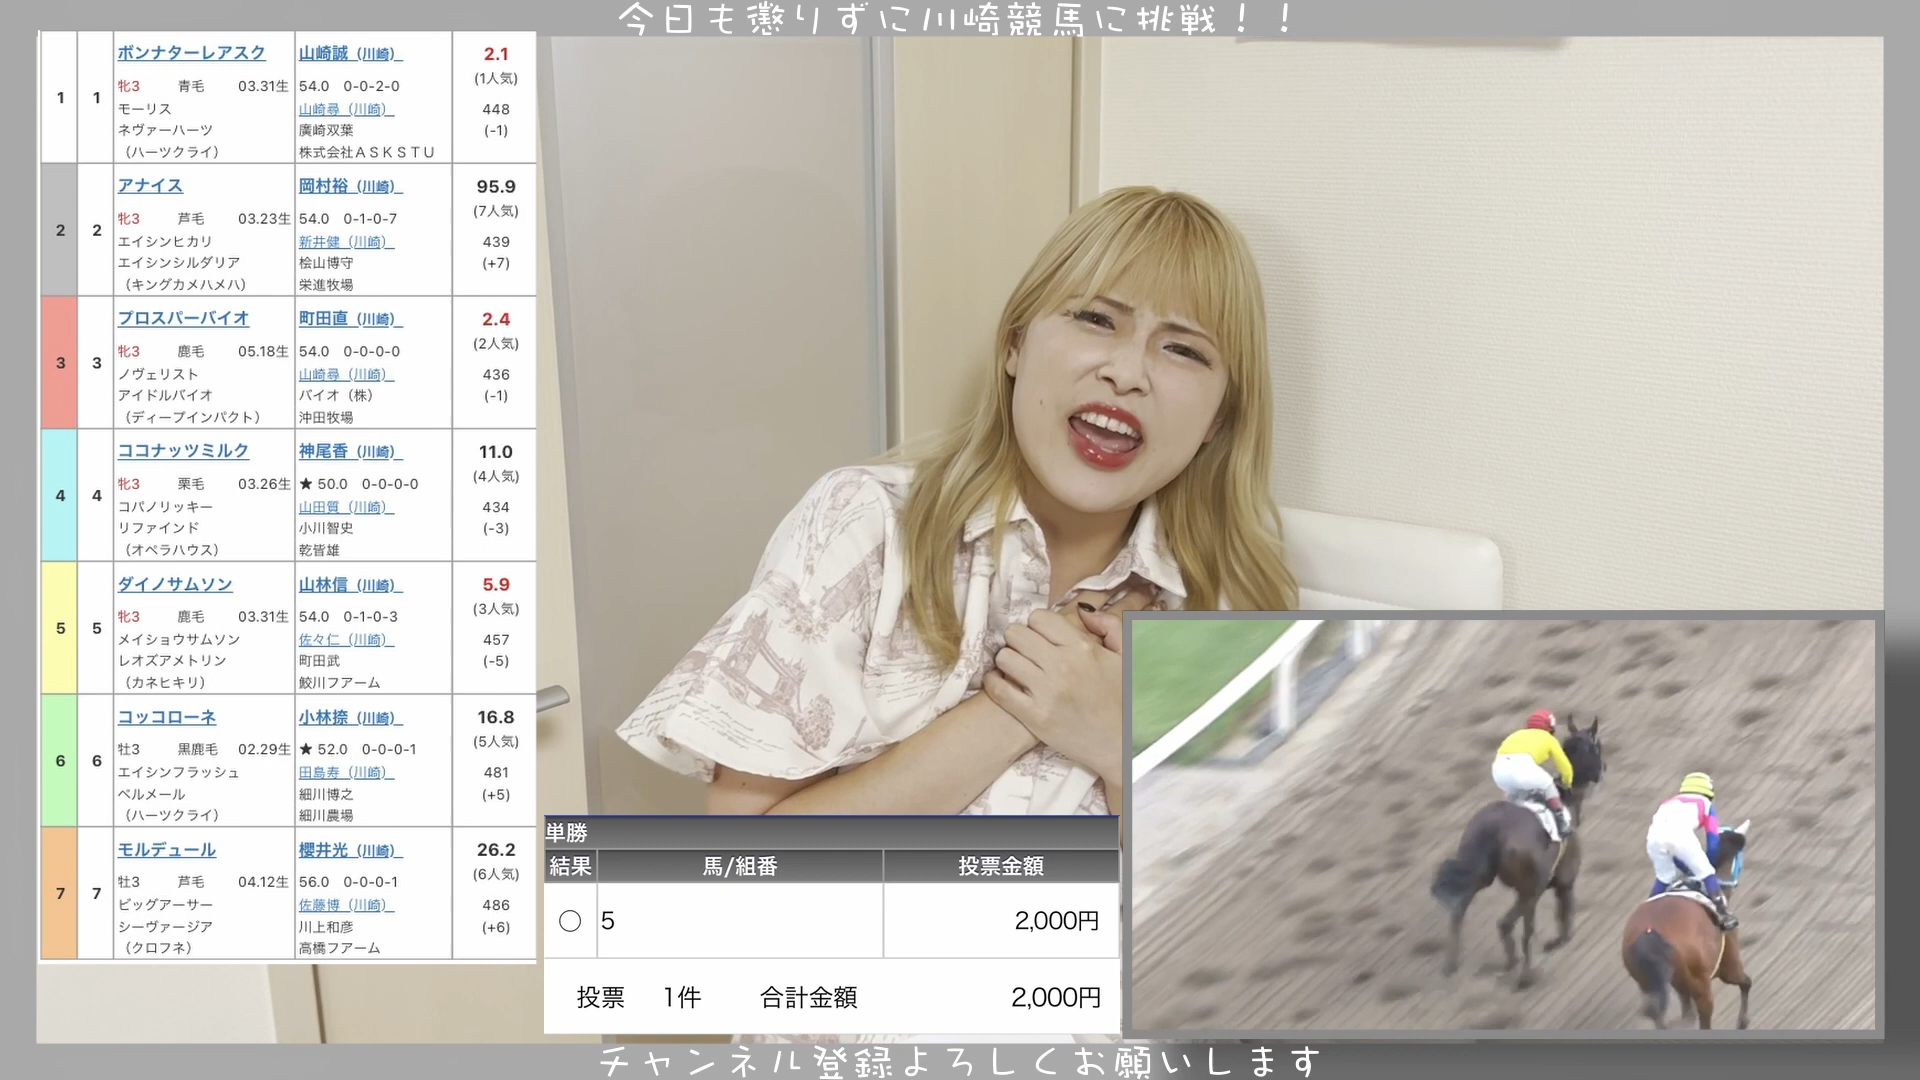 今日も懲りずに川崎競馬に挑戦！！
1 1 ボンナターレアスク 山崎誠（川崎） 2.1
(1人気)
牝3 青毛 03.31生 54.0 0-0-2-0
モーリス 山崎尋（川崎） 448
ネヴァーハーツ 廣崎双葉 (-1)
（ハーツクライ） 株式会社ＡＳＫＳＴＵ
2 2 アナイス 岡村裕（川崎） 95.9
(7人気)
牝3 芦毛 03.23生 54.0 0-1-0-7
エイシンヒカリ 新井健（川崎） 439
エイシンシルダリア 桧山博守 (+7)
（キングカメハメハ） 栄進牧場
3 3 プロスパーバイオ 町田直（川崎） 2.4
(2人気)
牝3 鹿毛 05.18生 54.0 0-0-0-0
ノヴェリスト 山崎尋（川崎） 436
アイドルバイオ バイオ（株） (-1)
（ディープインパクト） 沖田牧場
4 4 ココナッツミルク 神尾香（川崎） 11.0
(4人気)
牝3 栗毛 03.26生 ★ 50.0 0-0-0-0
コパノリッキー 山田質（川崎） 434
リファインド 小川智史 (-3)
（オペラハウス） 乾皆雄
5 5 ダイノサムソン 山林信（川崎） 5.9
(3人気)
牝3 鹿毛 03.31生 54.0 0-1-0-3
メイショウサムソン 佐々仁（川崎） 457
レオズアメトリン 町田武 (-5)
（カネヒキリ） 鮫川フアーム
6 6 コッコローネ 小林捺（川崎） 16.8
(5人気)
牡3 黒鹿毛 02.29生 ★ 52.0 0-0-0-1
エイシンフラッシュ 田島寿（川崎） 481
ベルメール 細川博之 (+5)
（ハーツクライ） 細川農場
7 7 モルデュール 櫻井光（川崎） 26.2
(6人気)
牡3 芦毛 04.12生 56.0 0-0-0-1
ビッグアーサー 佐藤博（川崎） 486
シーヴァージア 川上和彦 (+6)
（クロフネ） 高橋フアーム
単勝
結果 馬/組番 投票金額
○ 5 2,000円
投票 1件 合計金額 2,000円
チャンネル登録よろしくお願いします